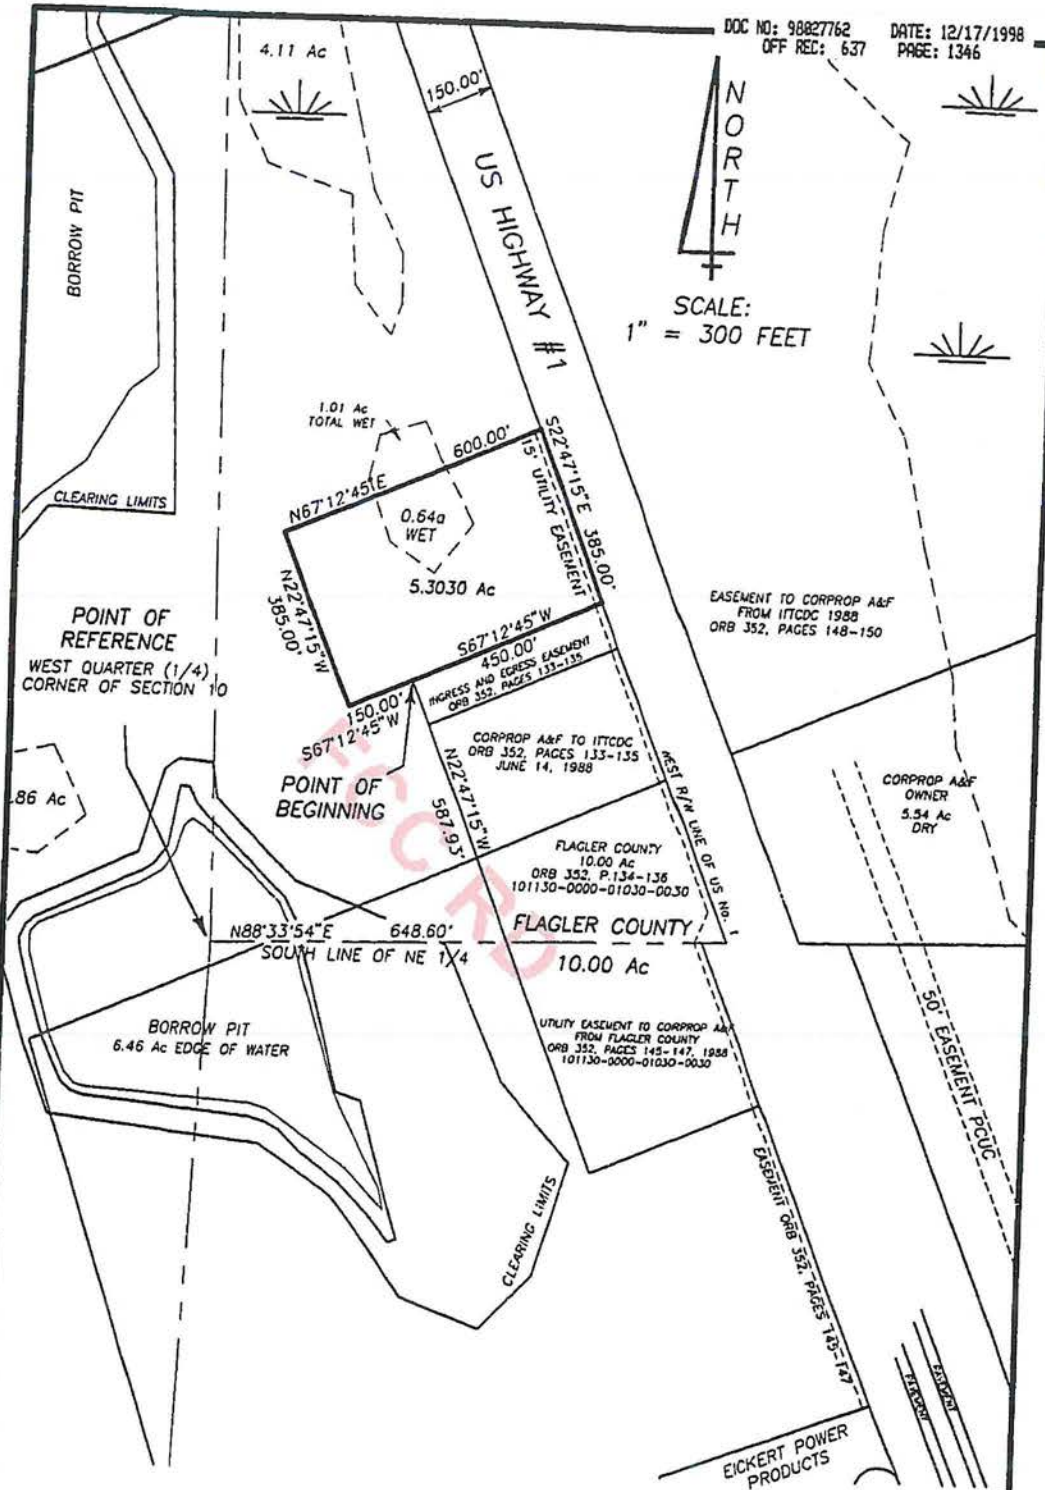 DOC NO: 98827762 DATE: 12/17/1998
OFF REC: 637 PAGE: 1346
4.11 Ac
150.00'
NORTH
BORROW PIT
US HIGHWAY #1
SCALE:
1" = 300 FEET
1.01 Ac
TOTAL WET
600.00'
N67°12'45"E
S22°47'15"E 385.00'
15' UTILITY EASEMENT
CLEARING LIMITS
0.64a
WET
5.3030 Ac
N22°47'15"W
385.00'
EASEMENT TO CORPROP A&F
FROM ITTCDC 1988
ORB 352, PAGES 148-150
POINT OF
REFERENCE
WEST QUARTER (1/4)
CORNER OF SECTION 10
S67°12'45"W
450.00'
INGRESS AND EGRESS EASEMENT
ORB 352, PAGES 133-135
150.00'
S67°12'45"W
CORPROP A&F TO ITTCDC
ORB 352, PAGES 133-135
JUNE 14, 1988
POINT OF
BEGINNING
N22°47'15"W
587.93'
WEST R/W LINE OF US No. 1
CORPROP A&F
OWNER
5.54 Ac
DRY
.86 Ac
FLAGLER COUNTY
10.00 Ac
ORB 352, P.134-136
101130-0000-01030-0030
FCC RD
N88°33'54"E 648.60'
SOUTH LINE OF NE 1/4
FLAGLER COUNTY
10.00 Ac
BORROW PIT
6.46 Ac EDGE OF WATER
UTILITY EASEMENT TO CORPROP A&F
FROM FLAGLER COUNTY
ORB 352, PAGES 145-147, 1988
101130-0000-01030-0030
50' EASEMENT PCUC
CLEARING LIMITS
EASEMENT ORB 352, PAGES 145-147
PAVEMENT
PAVEMENT
EICKERT POWER
PRODUCTS